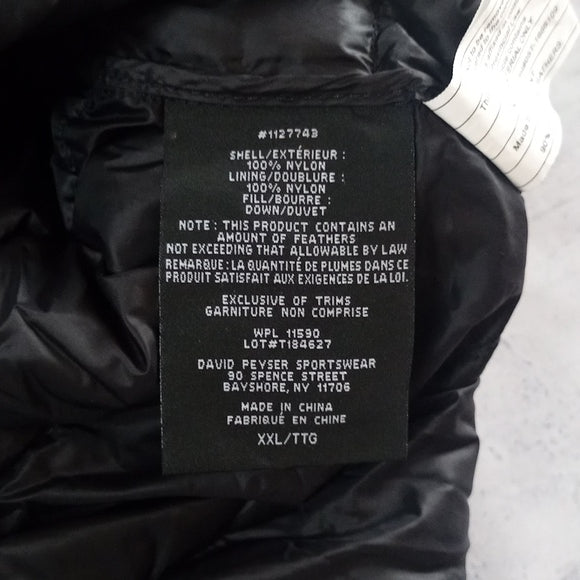 #1127743
SHELL/EXTÉRIEUR :
100% NYLON
LINING/DOUBLURE :
100% NYLON
FILL/BOURRE :
DOWN/DUVET
NOTE : THIS PRODUCT CONTAINS AN
AMOUNT OF FEATHERS
NOT EXCEEDING THAT ALLOWABLE BY LAW
REMARQUE : LA QUANTITÉ DE PLUMES DANS CE
PRODUIT SATISFAIT AUX EXIGENCES DE LA LOI.
EXCLUSIVE OF TRIMS
GARNITURE NON COMPRISE
WPL 11590
LOT#T184627
DAVID PEYSER SPORTSWEAR
90 SPENCE STREET
BAYSHORE, NY 11706
MADE IN CHINA
FABRIQUÉ EN CHINE
XXL/TTG
Made
90%